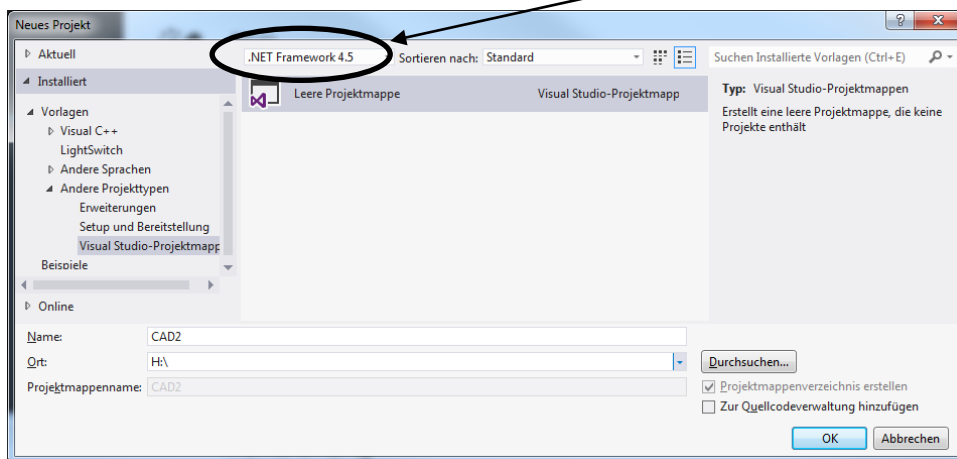 Neues Projekt
Aktuell
.NET Framework 4.5 Sortieren nach: Standard
Suchen Installierte Vorlagen (Ctrl+E)
Installiert
Vorlagen
Visual C++
LightSwitch
Andere Sprachen
Andere Projekttypen
Erweiterungen
Setup und Bereitstellung
Visual Studio-Projektmapp
Beispiele
Online
Leere Projektmappe Visual Studio-Projektmapp
Typ: Visual Studio-Projektmappen
Erstellt eine leere Projektmappe, die keine
Projekte enthält
Name: CAD2
Ort: H:\
Durchsuchen...
Projektmappenname: CAD2
Projektmappenverzeichnis erstellen
Zur Quellcodeverwaltung hinzufügen
OK Abbrechen